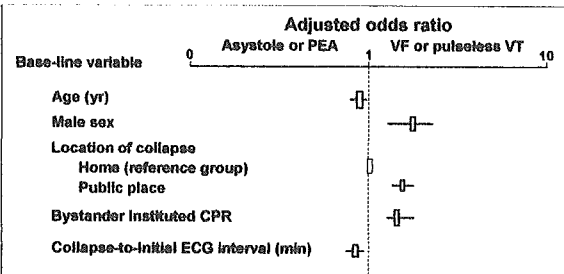 Adjusted odds ratio
Asystole or PEA VF or pulseless VT
Base-line variable 0 1 10
Age (yr)
Male sex
Location of collapse
Home (reference group)
Public place
Bystander instituted CPR
Collapse-to-initial ECG interval (min)